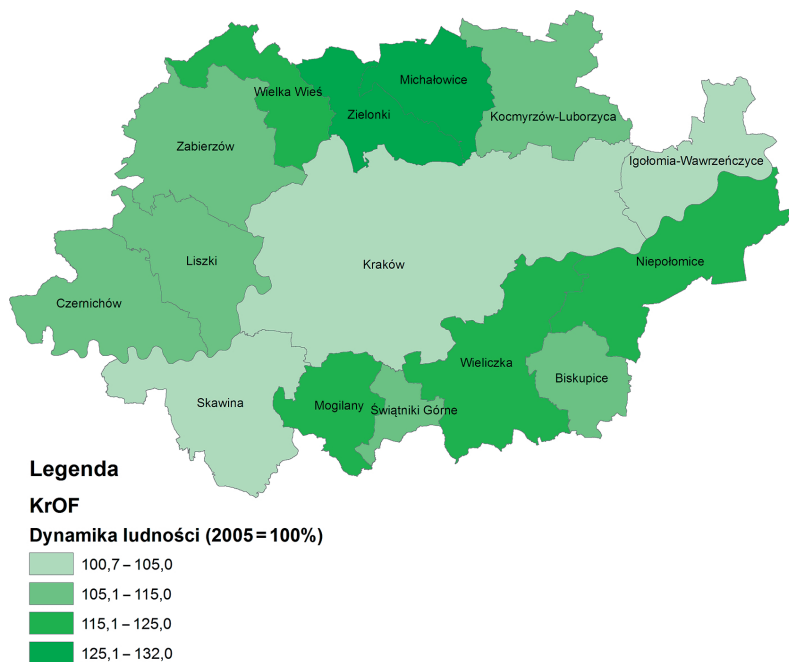 Michałowice
Wielka Wieś
Zielonki
Kocmyrzów-Luborzyca
Zabierzów
Igołomia-Wawrzeńczyce
Liszki
Kraków
Niepołomice
Czernichów
Wieliczka
Biskupice
Skawina
Mogilany
Świątniki Górne
Legenda
KrOF
Dynamika ludności (2005=100%)
100,7 – 105,0
105,1 – 115,0
115,1 – 125,0
125,1 – 132,0